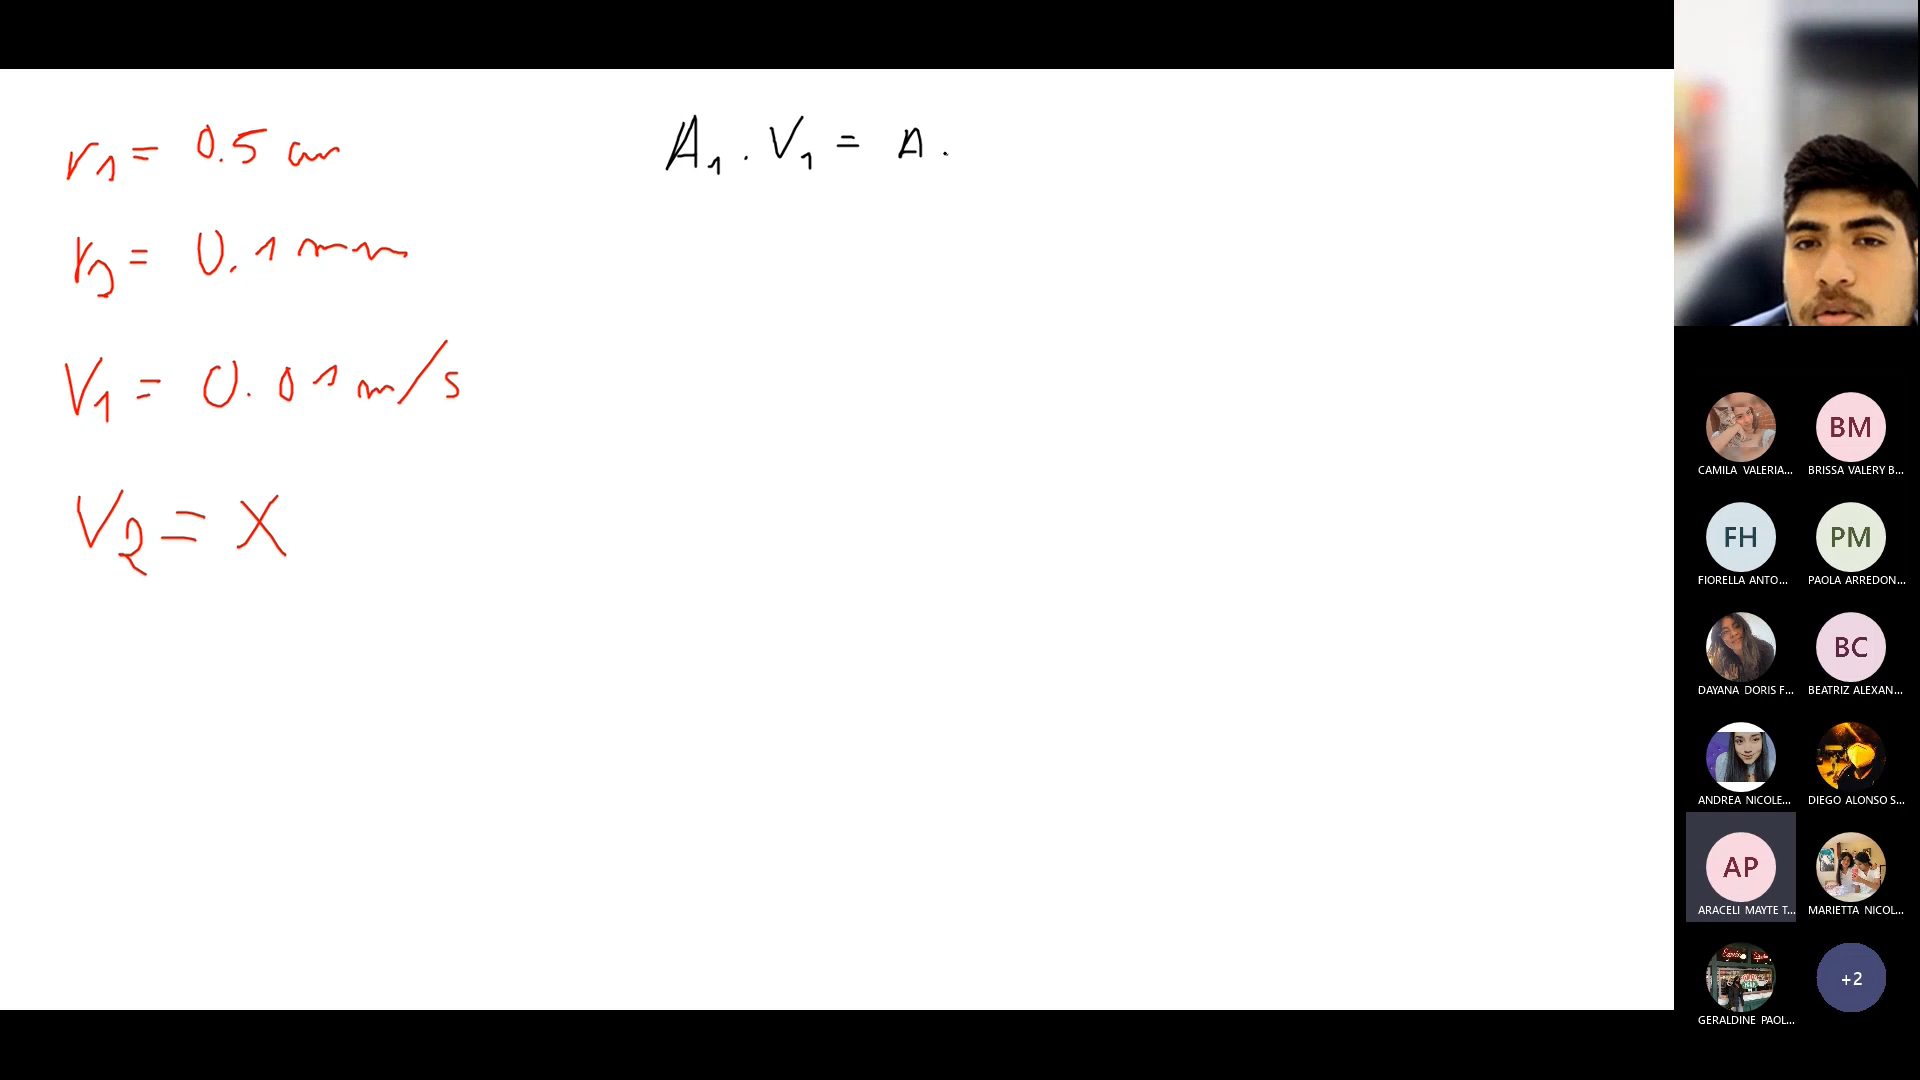 r1 = 0.5 cm
A1 . V1 = A .
r2 = 0.1 mm
V1 = 0.01 m/s
V2 = X
CAMILA VALERIA...
BM
BRISSA VALERY B...
FH
FIORELLA ANTO...
PM
PAOLA ARREDON...
DAYANA DORIS F...
BC
BEATRIZ ALEXAN...
ANDREA NICOLE...
DIEGO ALONSO S...
AP
ARACELI MAYTE T...
MARIETTA NICOL...
GERALDINE PAOL...
+2